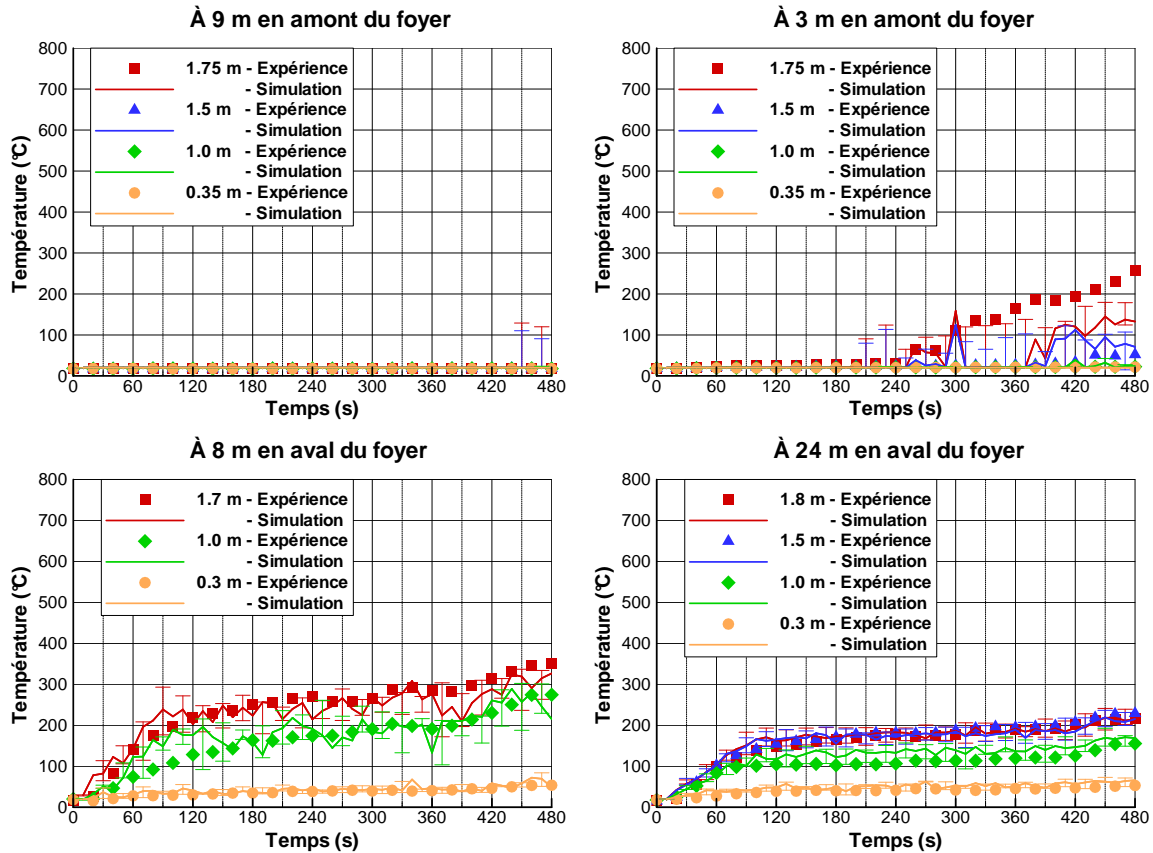 À 9 m en amont du foyer
Température (°C)
800
700
600
500
400
300
200
100
0
1.75 m - Expérience
- Simulation
1.5 m - Expérience
- Simulation
1.0 m - Expérience
- Simulation
0.35 m - Expérience
- Simulation
0 60 120 180 240 300 360 420 480
Temps (s)
À 3 m en amont du foyer
Température (°C)
800
700
600
500
400
300
200
100
0
1.75 m - Expérience
- Simulation
1.5 m - Expérience
- Simulation
1.0 m - Expérience
- Simulation
0.35 m - Expérience
- Simulation
0 60 120 180 240 300 360 420 480
Temps (s)
À 8 m en aval du foyer
Température (°C)
800
700
600
500
400
300
200
100
0
1.7 m - Expérience
- Simulation
1.0 m - Expérience
- Simulation
0.3 m - Expérience
- Simulation
0 60 120 180 240 300 360 420 480
Temps (s)
À 24 m en aval du foyer
Température (°C)
800
700
600
500
400
300
200
100
0
1.8 m - Expérience
- Simulation
1.5 m - Expérience
- Simulation
1.0 m - Expérience
- Simulation
0.3 m - Expérience
- Simulation
0 60 120 180 240 300 360 420 480
Temps (s)